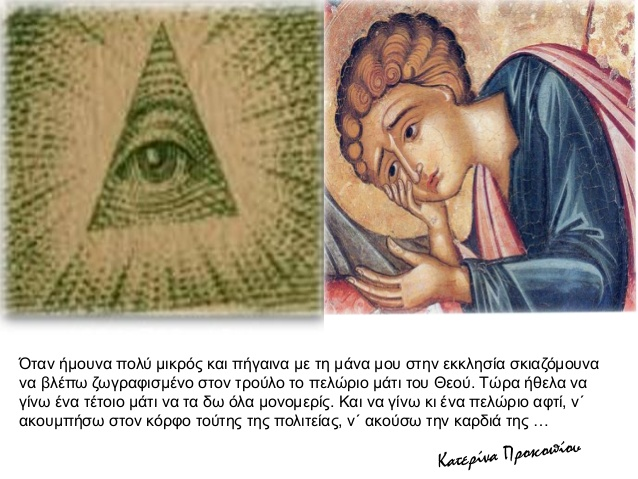 Όταν ήμουνα πολύ μικρός και πήγαινα με τη μάνα μου στην εκκλησία σκιαζόμουνα
να βλέπω ζωγραφισμένο στον τρούλο το πελώριο μάτι του Θεού. Τώρα ήθελα να
γίνω ένα τέτοιο μάτι να τα δω όλα μονομερίς. Και να γίνω κι ένα πελώριο αφτί, ν΄
ακουμπήσω στον κόρφο τούτης της πολιτείας, ν΄ ακούσω την καρδιά της …
Κατερίνα Προκοπίου